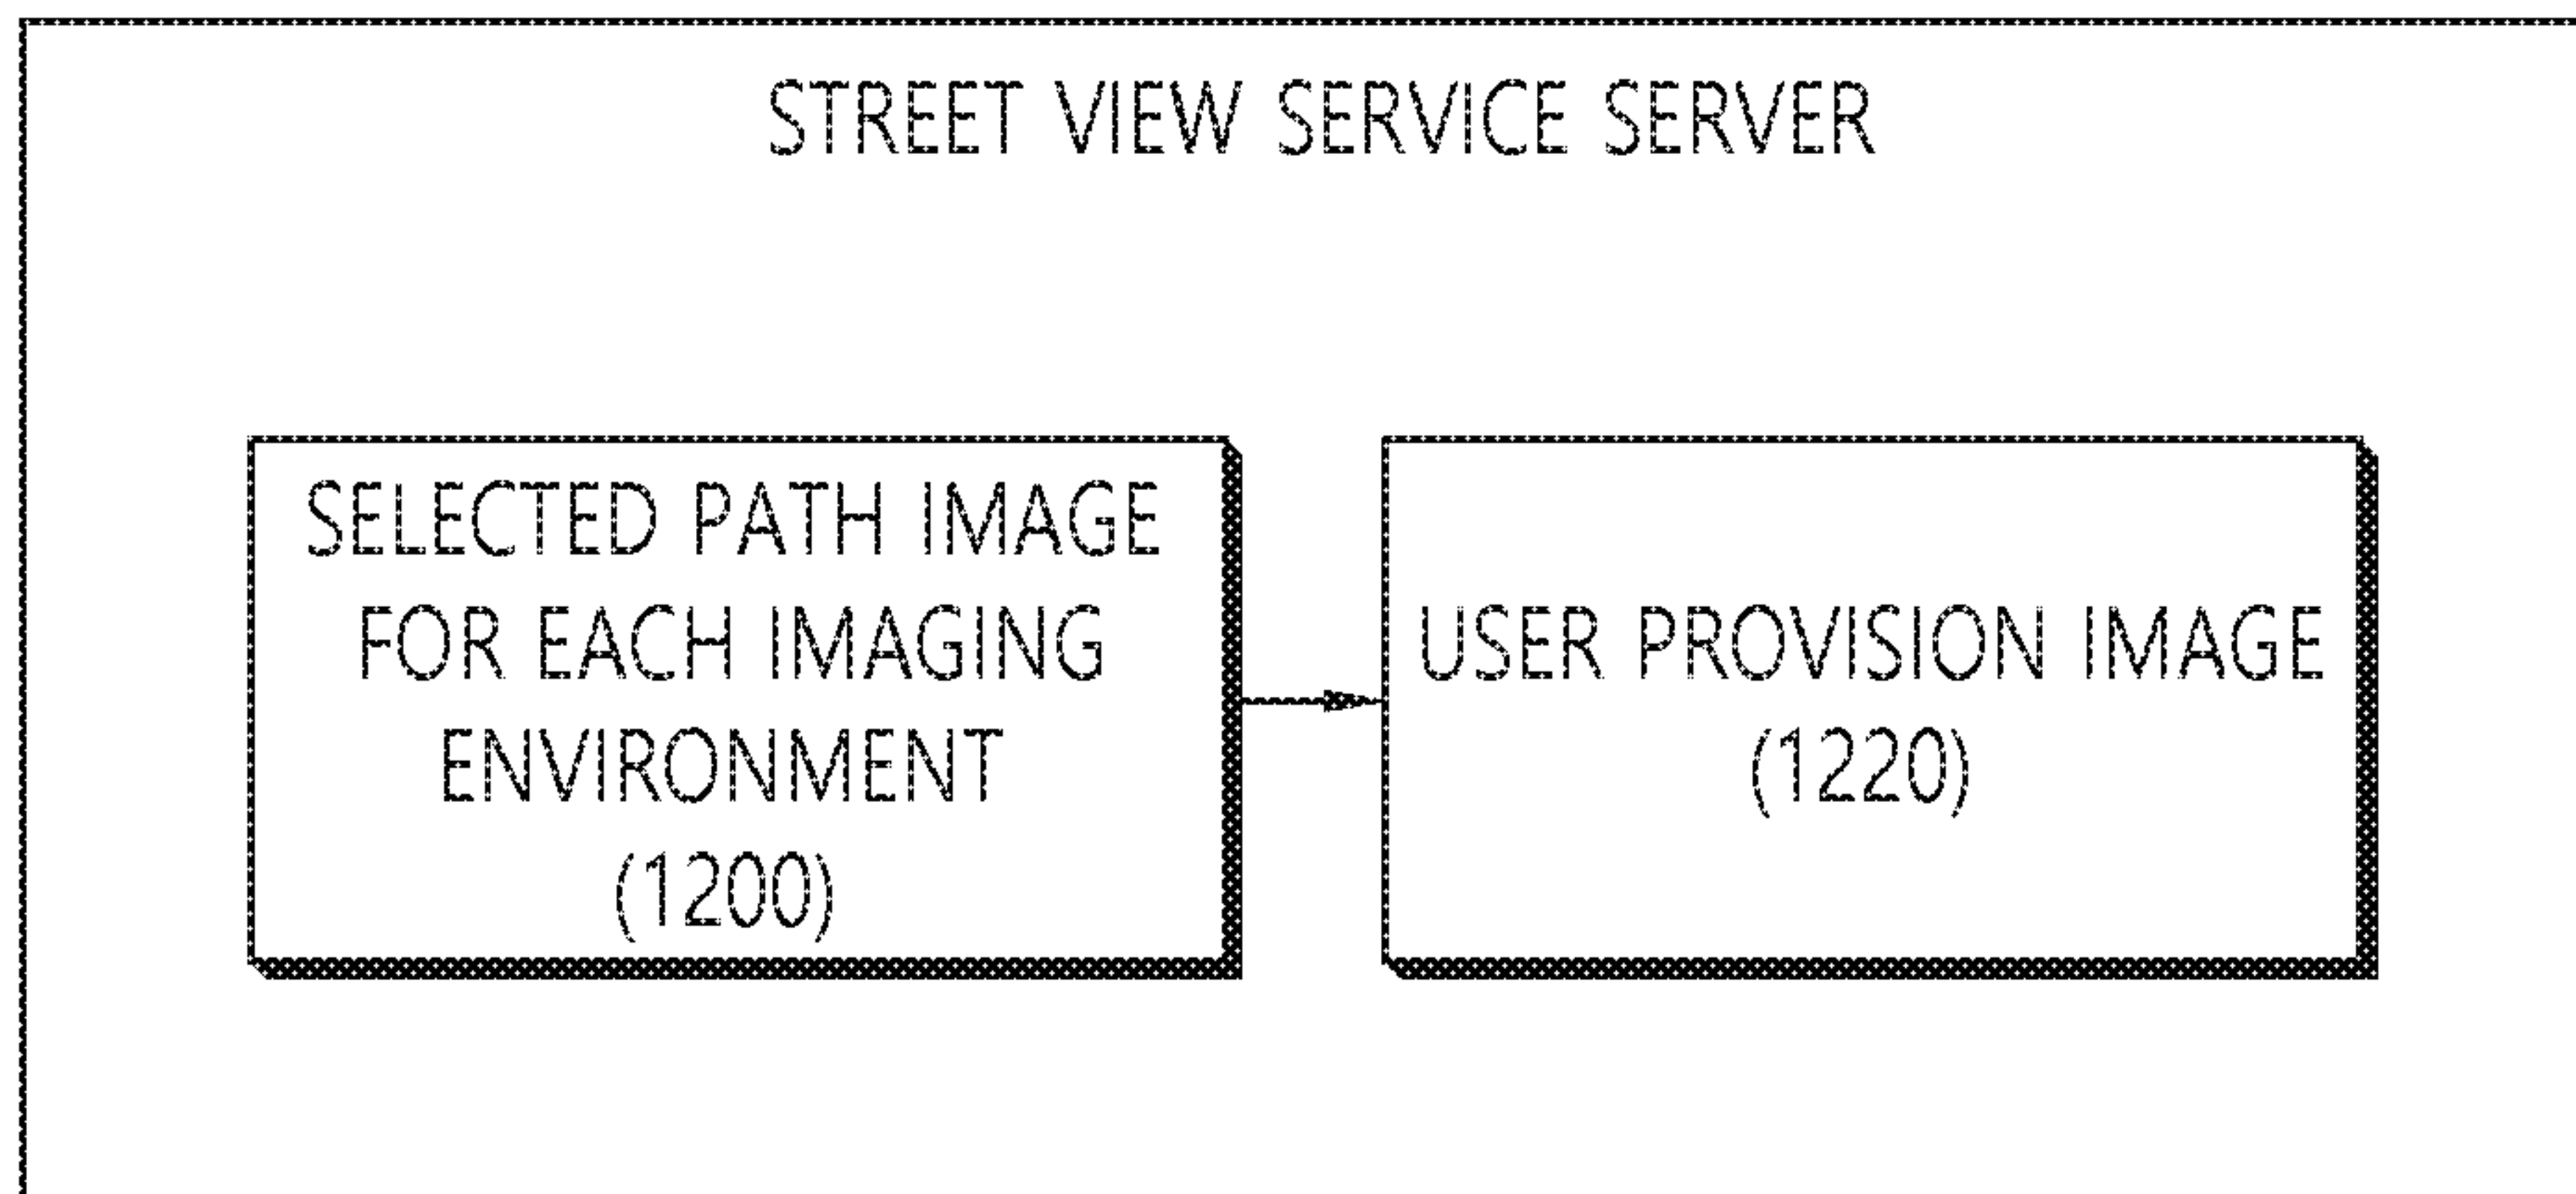 STREET VIEW SERVICE SERVER
SELECTED PATH IMAGE
FOR EACH IMAGING
ENVIRONMENT
(1200)
USER PROVISION IMAGE
(1220)